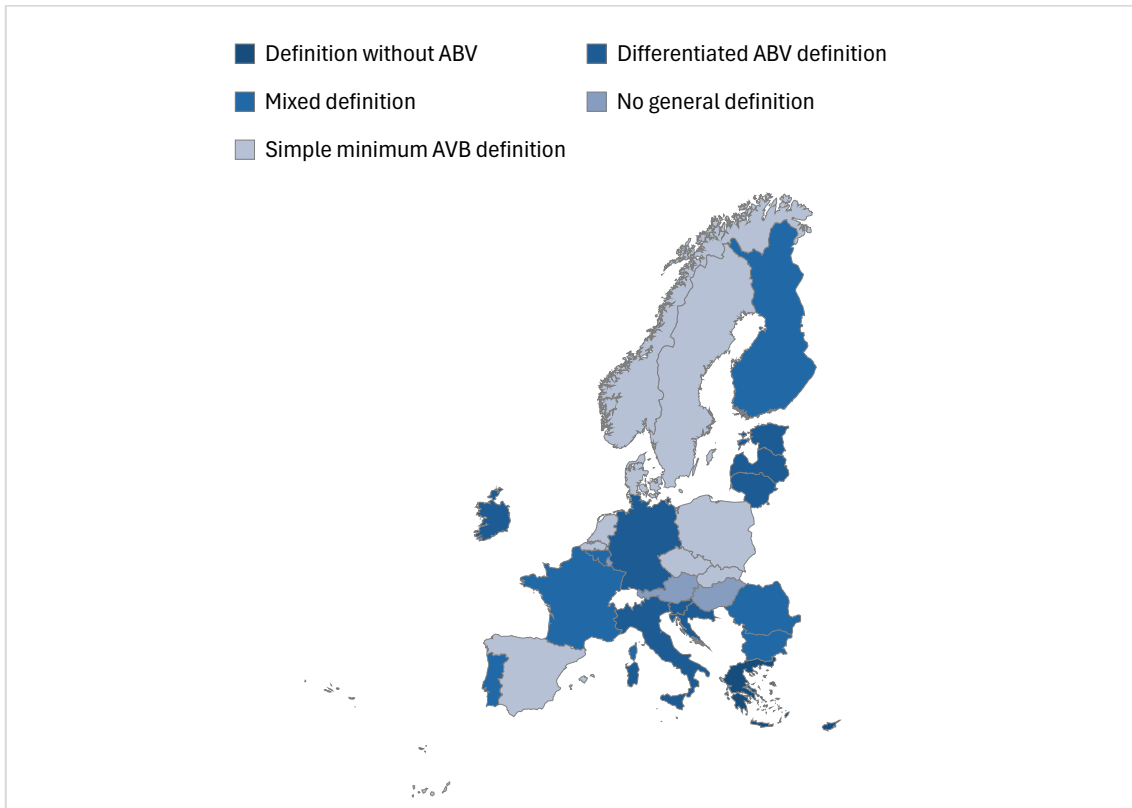 Definition without ABV
Differentiated ABV definition
Mixed definition
No general definition
Simple minimum AVB definition